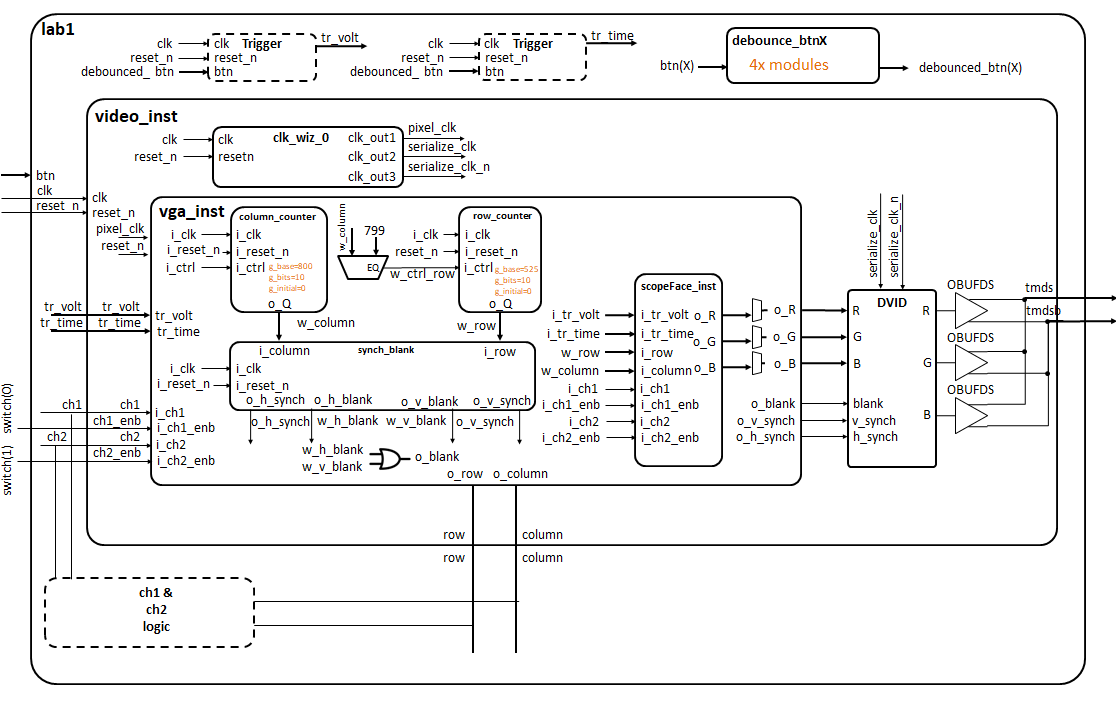 lab1
clk
clk
Trigger
tr_volt
reset_n
reset_n
debounced_ btn
btn
clk
clk
Trigger
tr_time
reset_n
reset_n
debounced_ btn
btn
debounce_btnX
btn(X)
4x modules
debounced_btn(X)
video_inst
clk
clk
clk_wiz_0
clk_out1
pixel_clk
reset_n
resetn
clk_out2
serialize_clk
clk_out3
serialize_clk_n
btn
clk
clk
reset_n
reset_n
pixel_clk
reset_n
vga_inst
column_counter
i_clk
i_clk
i_reset_n
i_reset_n
i_ctrl
i_ctrl
g_base=800
g_bits=10
g_initial=0
o_Q
w_column
w_column
799
EQ
w_ctrl_row
row_counter
i_clk
i_clk
reset_n
i_reset_n
i_ctrl
g_base=525
g_bits=10
g_initial=0
o_Q
w_row
tr_volt
tr_volt
tr_volt
tr_time
tr_time
tr_time
synch_blank
i_column
i_row
i_clk
i_clk
i_reset_n
i_reset_n
o_h_synch
o_h_blank
o_v_blank
o_v_synch
o_h_synch
w_h_blank
w_v_blank
o_v_synch
w_h_blank
w_v_blank
o_blank
o_row
o_column
switch(0)
switch(1)
ch1
ch1
i_ch1
ch1_enb
i_ch1_enb
ch2
ch2
i_ch2
ch2_enb
i_ch2_enb
scopeFace_inst
i_tr_volt
i_tr_volt
o_R
o_R
i_tr_time
i_tr_time
o_G
o_G
w_row
i_row
w_column
i_column
o_B
o_B
i_ch1
i_ch1
i_ch1_enb
i_ch1_enb
i_ch2
i_ch2
i_ch2_enb
i_ch2_enb
serialize_clk
serialize_clk_n
DVID
R
R
G
G
B
B
o_blank
blank
o_v_synch
v_synch
o_h_synch
h_synch
OBUFDS
OBUFDS
OBUFDS
tmds
tmdsb
row
column
row
column
ch1 &
ch2
logic